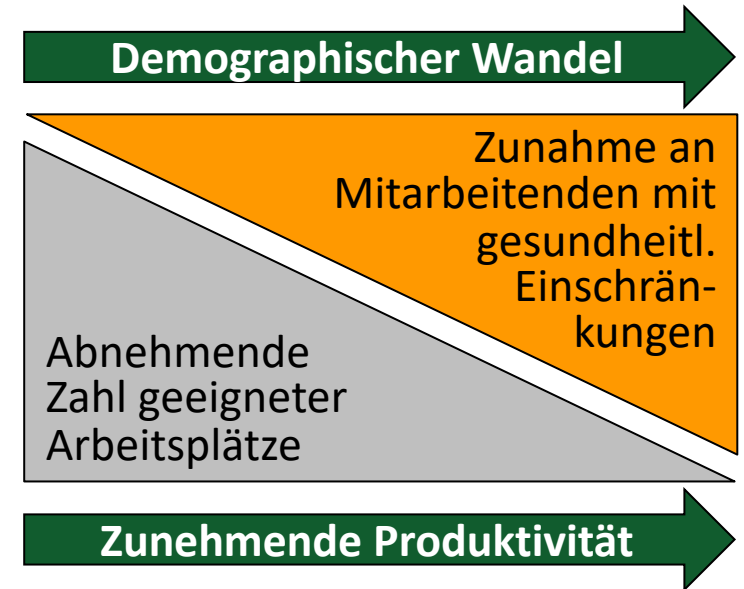 Demographischer Wandel
Zunahme an
Mitarbeitenden mit
gesundheitl.
Einschrän-
kungen
Abnehmende
Zahl geeigneter
Arbeitsplätze
Zunehmende Produktivität